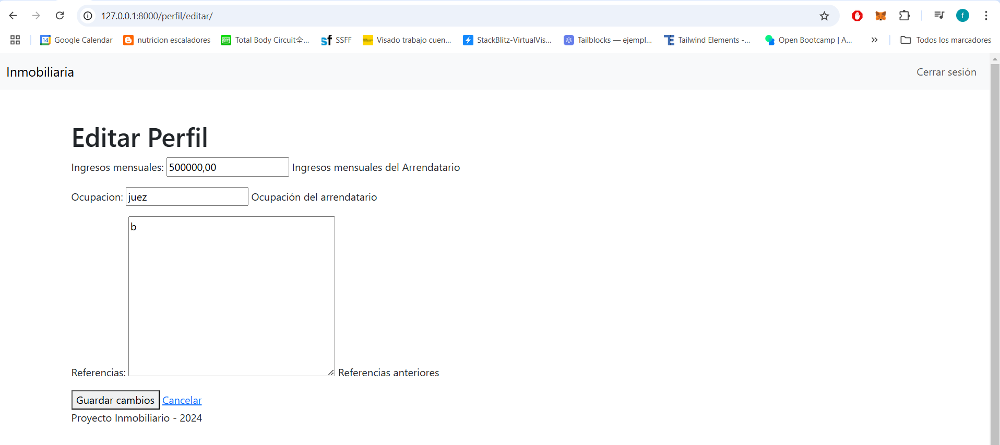 127.0.0.1:8000/perfil/editar/
f
14 Google Calendar
nutricion escaladores
DIY Total Body Circuit全...
sf SSFF
Visado trabajo cuen...
StackBlitz-VirtualVis...
Tailblocks — ejempl...
TE Tailwind Elements -...
Open Bootcamp | A...
»
Todos los marcadores
Inmobiliaria
Cerrar sesión
Editar Perfil
Ingresos mensuales: 500000,00 Ingresos mensuales del Arrendatario
Ocupacion: juez Ocupación del arrendatario
b
Referencias: Referencias anteriores
Guardar cambios Cancelar
Proyecto Inmobiliario - 2024